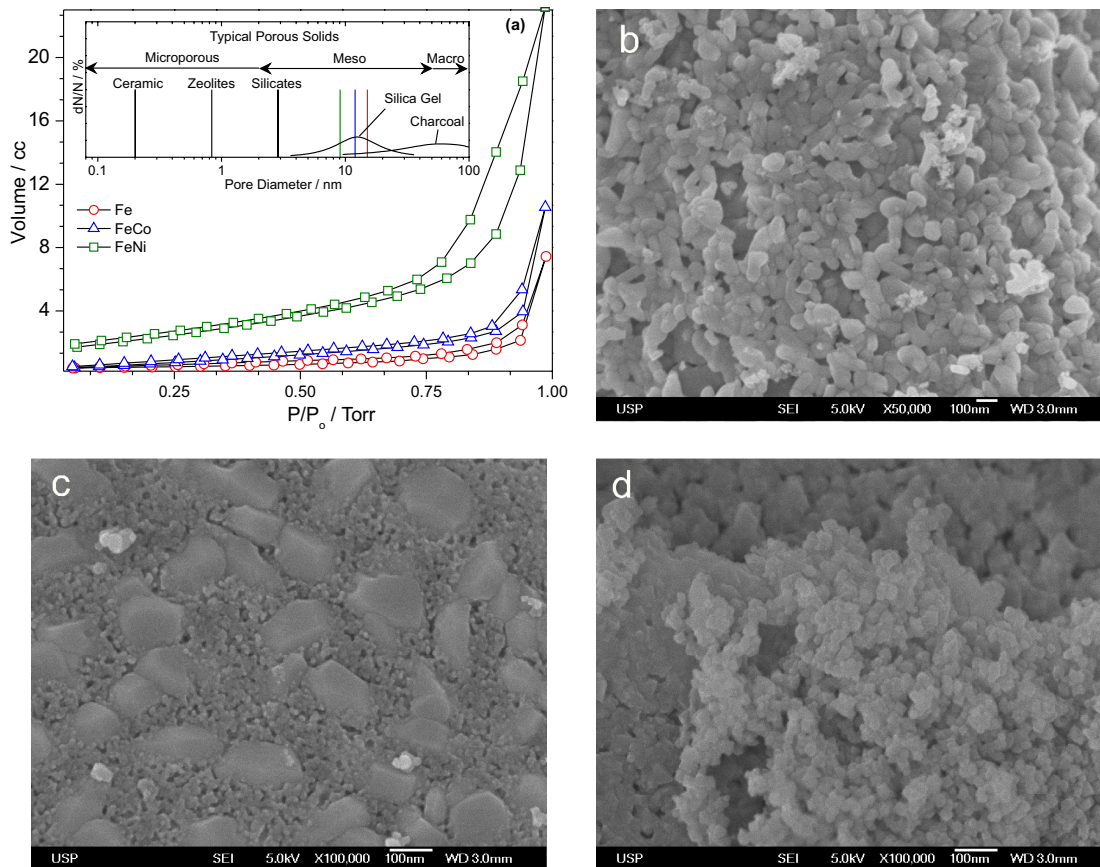 (a)
Typical Porous Solids
Microporous Meso Macro
Ceramic Zeolites Silicates
Silica Gel
Charcoal
dN/N / %
0.1 1 10 100
Pore Diameter / nm
Volume / cc
20
16
12
8
4
Fe
FeCo
FeNi
0.25 0.50 0.75 1.00
P/Po / Torr
b
USP SEI 5.0kV X50,000 100nm WD 3.0mm
c
USP SEI 5.0kV X100,000 100nm WD 3.0mm
d
USP SEI 5.0kV X100,000 100nm WD 3.0mm